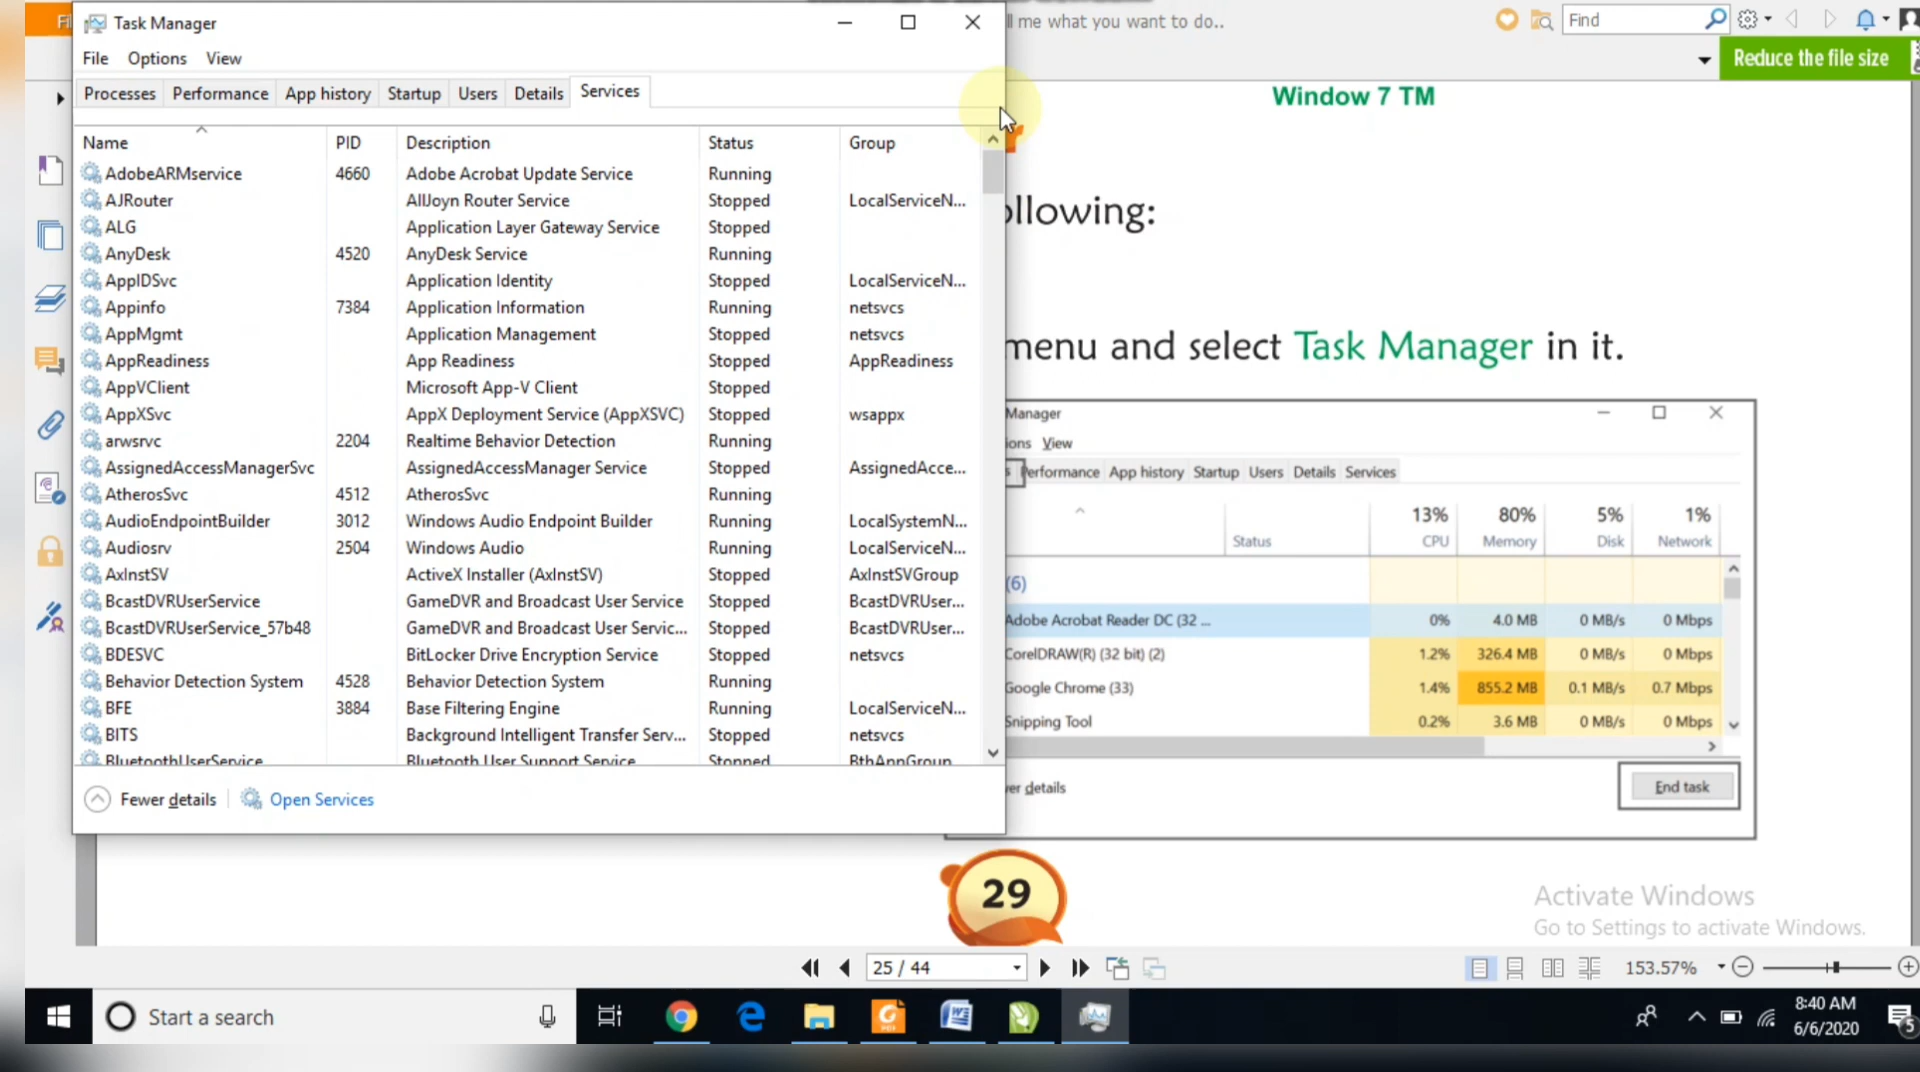 Task Manager
File Options View
Processes Performance App history Startup Users Details Services
Name PID Description Status Group
AdobeARMservice 4660 Adobe Acrobat Update Service Running
AJRouter AllJoyn Router Service Stopped LocalServiceN...
ALG Application Layer Gateway Service Stopped
AnyDesk 4520 AnyDesk Service Running
AppIDSvc Application Identity Stopped LocalServiceN...
Appinfo 7384 Application Information Running netsvcs
AppMgmt Application Management Stopped netsvcs
AppReadiness App Readiness Stopped AppReadiness
AppVClient Microsoft App-V Client Stopped
AppXSvc AppX Deployment Service (AppXSVC) Stopped wsappx
arwsrvc 2204 Realtime Behavior Detection Running
AssignedAccessManagerSvc AssignedAccessManager Service Stopped AssignedAcce...
AtherosSvc 4512 AtherosSvc Running
AudioEndpointBuilder 3012 Windows Audio Endpoint Builder Running LocalSystemN...
Audiosrv 2504 Windows Audio Running LocalServiceN...
AxInstSV ActiveX Installer (AxInstSV) Stopped AxInstSVGroup
BcastDVRUserService GameDVR and Broadcast User Service Stopped BcastDVRUser...
BcastDVRUserService_57b48 GameDVR and Broadcast User Servic... Stopped BcastDVRUser...
BDESVC BitLocker Drive Encryption Service Stopped netsvcs
Behavior Detection System 4528 Behavior Detection System Running
BFE 3884 Base Filtering Engine Running LocalServiceN...
BITS Background Intelligent Transfer Serv... Stopped netsvcs
BluetoothUserService Bluetooth User Support Service Stopped BthAppGroup
Fewer details Open Services
me what you want to do..
Find
Reduce the file size
Window 7 TM
ollowing:
menu and select Task Manager in it.
Manager
ions View
s Performance App history Startup Users Details Services
13% 80% 5% 1%
Status CPU Memory Disk Network
(6)
Adobe Acrobat Reader DC (32 ... 0% 4.0 MB 0 MB/s 0 Mbps
CorelDRAW(R) (32 bit) (2) 1.2% 326.4 MB 0 MB/s 0 Mbps
Google Chrome (33) 1.4% 855.2 MB 0.1 MB/s 0.7 Mbps
Snipping Tool 0.2% 3.6 MB 0 MB/s 0 Mbps
er details End task
29
Activate Windows
Go to Settings to activate Windows.
25 / 44 153.57%
Start a search
8:40 AM
6/6/2020
5